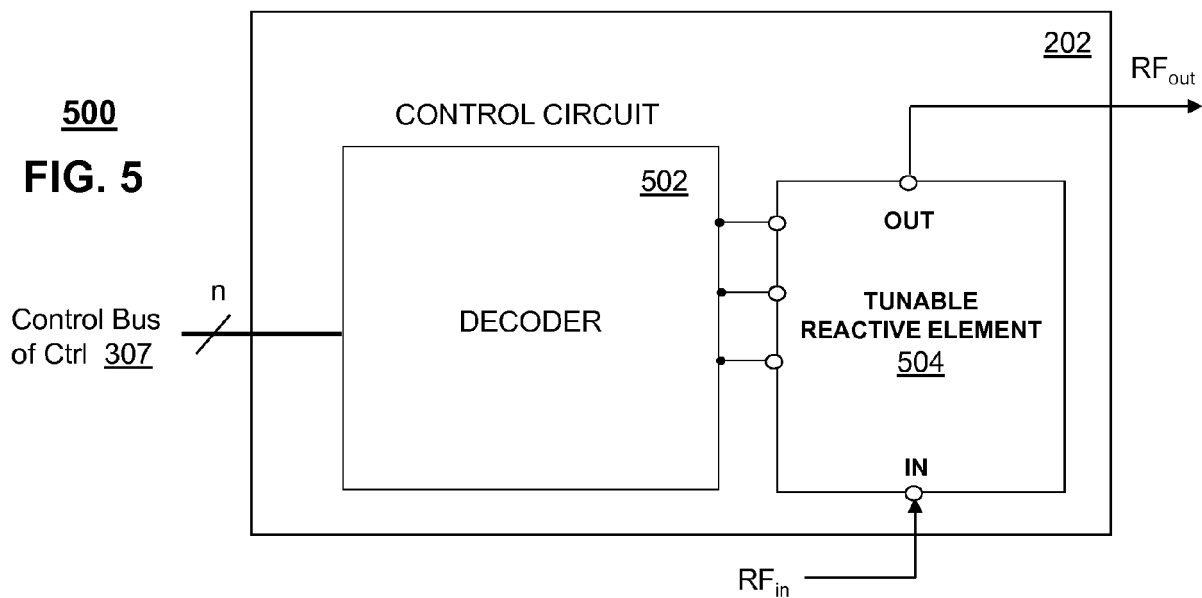 202
RF_out
500
FIG. 5
CONTROL CIRCUIT
502
OUT
n
Control Bus
of Ctrl 307
DECODER
TUNABLE
REACTIVE ELEMENT
504
IN
RF_in